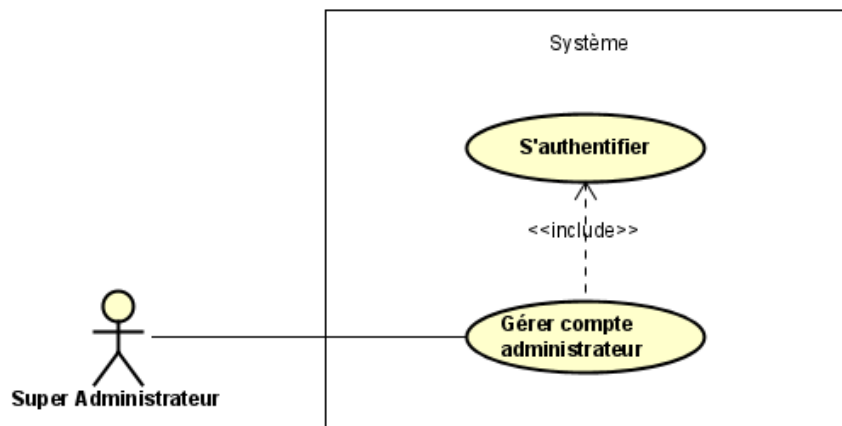 Système
S'authentifier
<<include>>
Gérer compte
administrateur
Super Administrateur